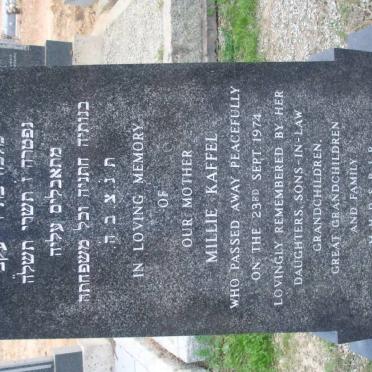 נפטרה ז תשרי תשל״ה
מתאבלים עליה
בנותיה חתניה וכל משפחתה
ת נ צ ב ה
IN LOVING MEMORY
OF
OUR MOTHER
MILLIE KAFFEL
WHO PASSED AWAY PEACEFULLY
ON THE 23RD SEPT. 1974
LOVINGLY REMEMBERED BY HER
DAUGHTERS, SONS-IN-LAW
GRANDCHILDREN,
GREAT GRANDCHILDREN
AND FAMILY